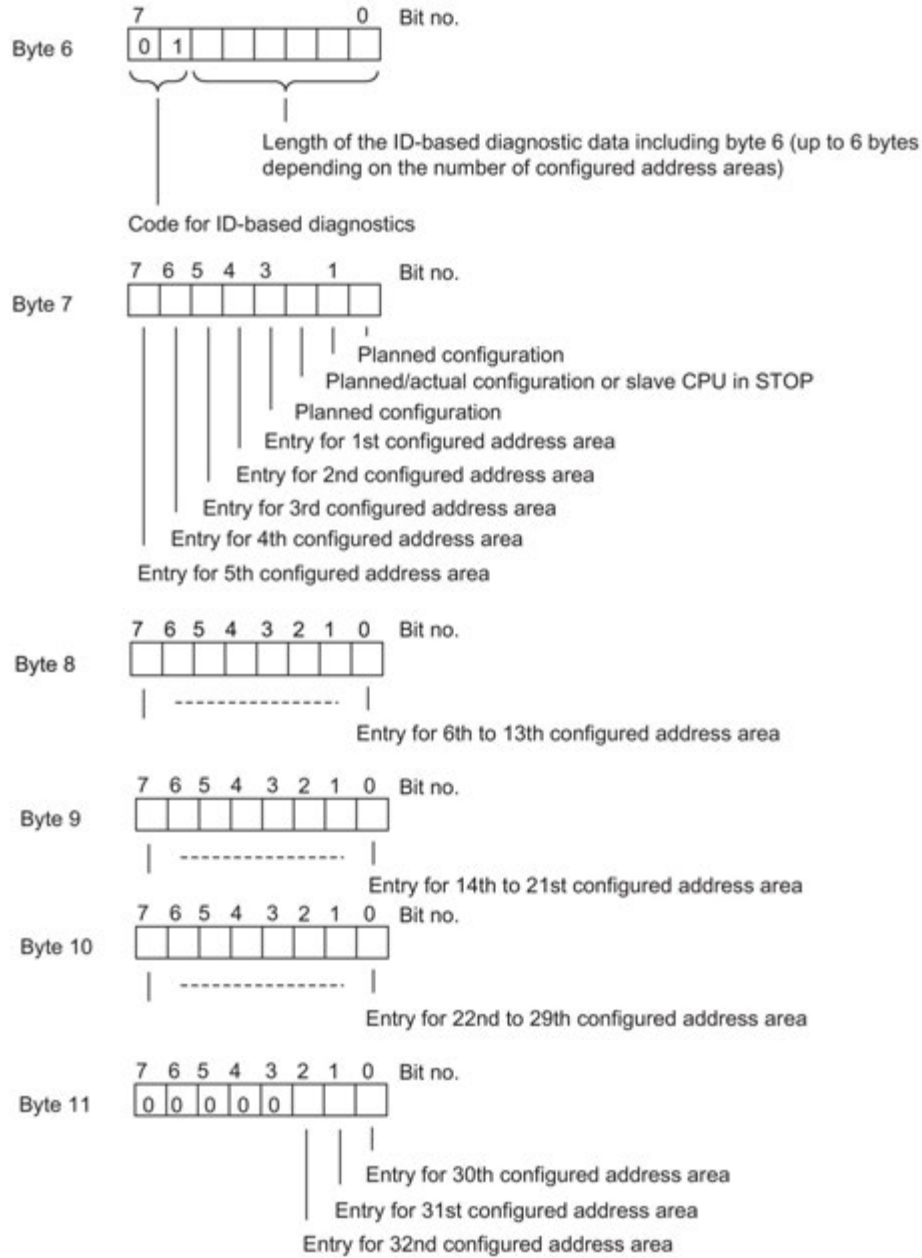 7 0 Bit no.
Byte 6 0 1
Length of the ID-based diagnostic data including byte 6 (up to 6 bytes
depending on the number of configured address areas)
Code for ID-based diagnostics
7 6 5 4 3 1 Bit no.
Byte 7
Planned configuration
Planned/actual configuration or slave CPU in STOP
Planned configuration
Entry for 1st configured address area
Entry for 2nd configured address area
Entry for 3rd configured address area
Entry for 4th configured address area
Entry for 5th configured address area
7 6 5 4 3 2 1 0 Bit no.
Byte 8
Entry for 6th to 13th configured address area
7 6 5 4 3 2 1 0 Bit no.
Byte 9
Entry for 14th to 21st configured address area
7 6 5 4 3 2 1 0 Bit no.
Byte 10
Entry for 22nd to 29th configured address area
7 6 5 4 3 2 1 0 Bit no.
Byte 11 0 0 0 0 0
Entry for 30th configured address area
Entry for 31st configured address area
Entry for 32nd configured address area